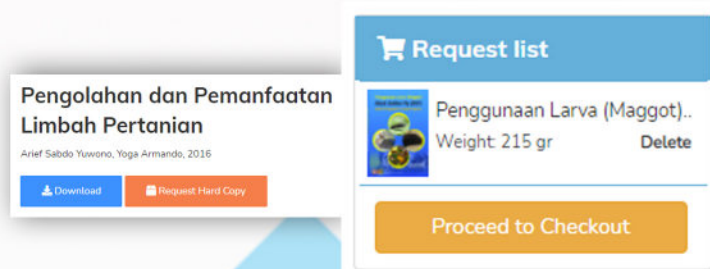 Pengolahan dan Pemanfaatan
Limbah Pertanian
Arief Sabdo Yuwono, Yoga Armando, 2016
Download
Request Hard Copy
Request list
Penggunaan Larva (Maggot)..
Weight: 215 gr
Delete
Proceed to Checkout